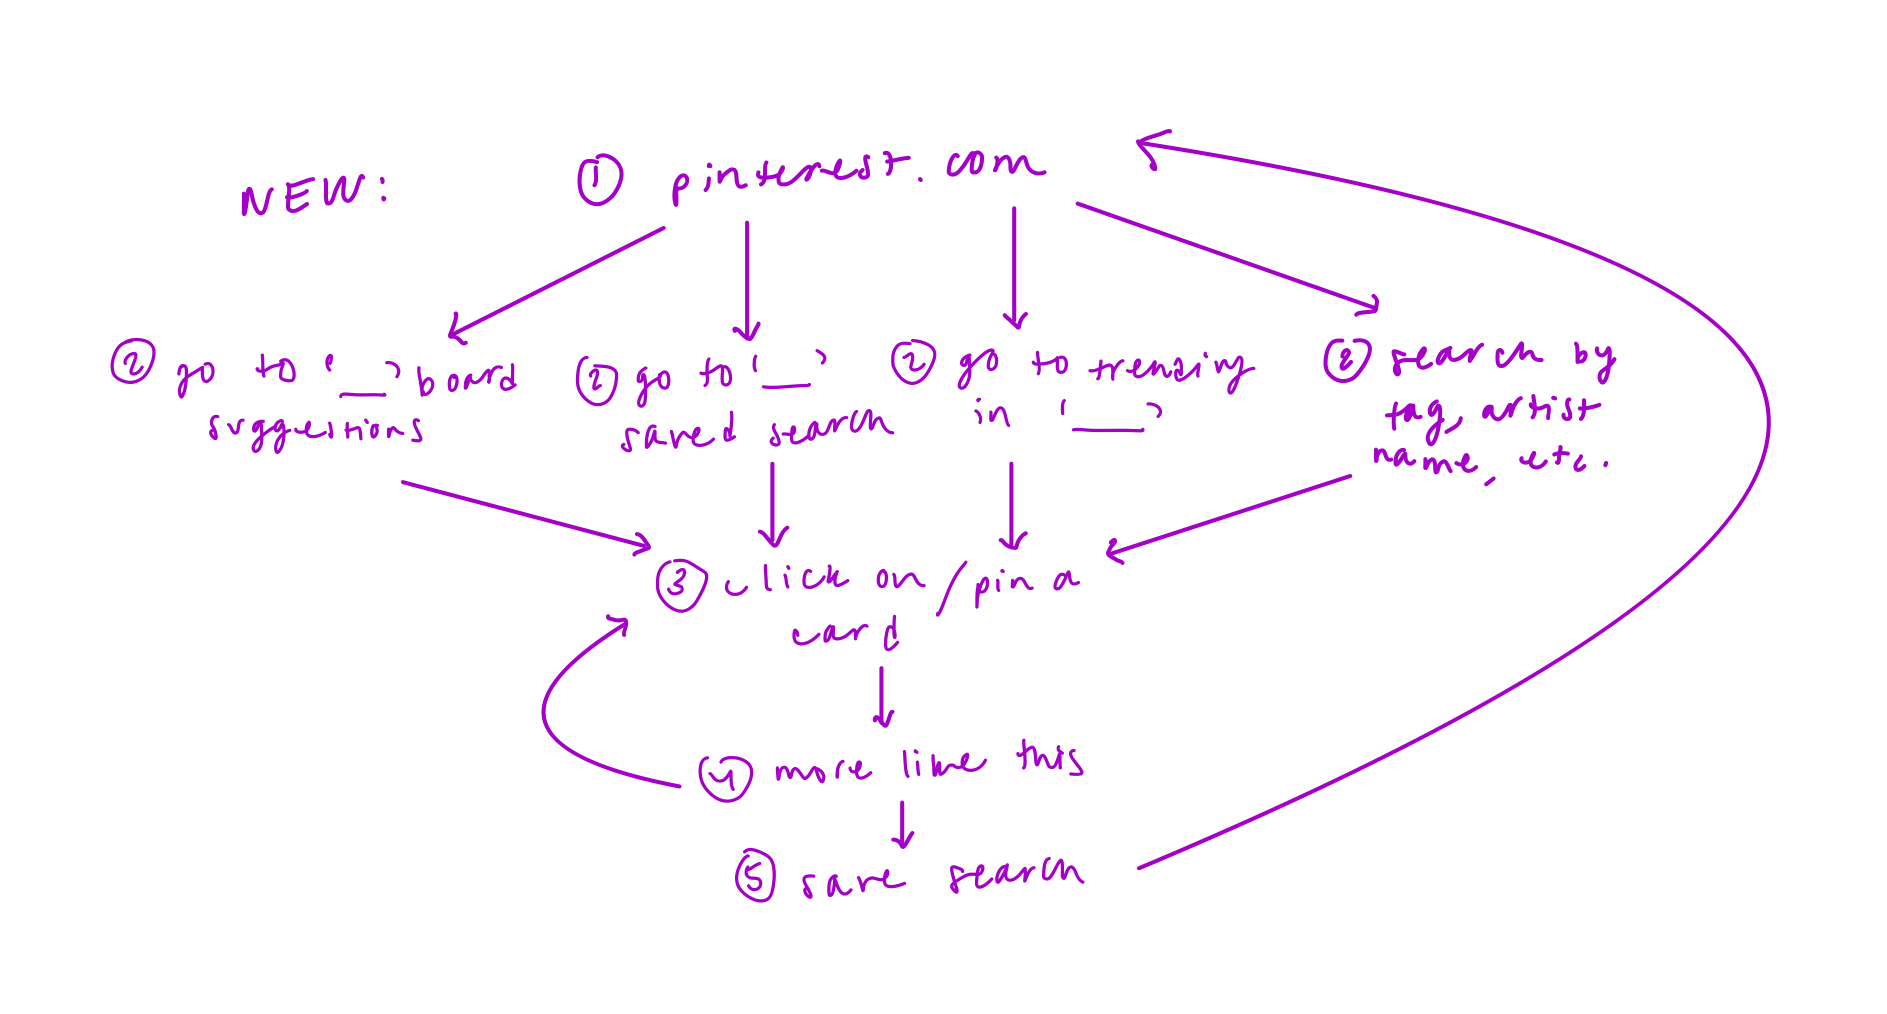 NEW:
① pinterest.com
② go to '___' board
suggestions
② go to '___'
saved search
② go to trending
in '___'
② search by
tag, artist
name, etc.
③ click on/pin a
card
④ more like this
⑤ save search